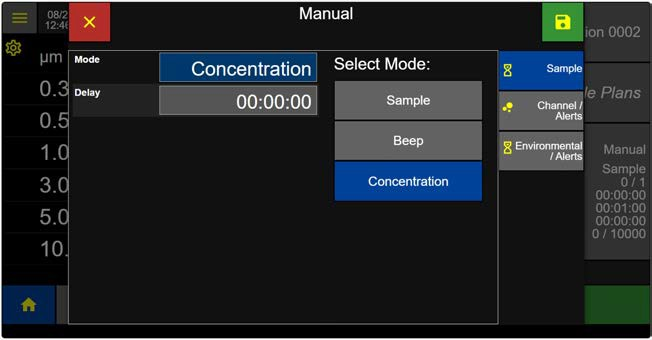 Manual
08/2
12:46
ion 0002
Mode
Concentration
Delay
00:00:00
Select Mode:
Sample
Beep
Concentration
Sample
Channel /
Alerts
Environmental
/ Alerts
µm
0.3
0.5
1.0
3.0
5.0
10.
le Plans
Manual
Sample
0 / 1
00:00:00
00:01:00
00:00:00
0 / 10000